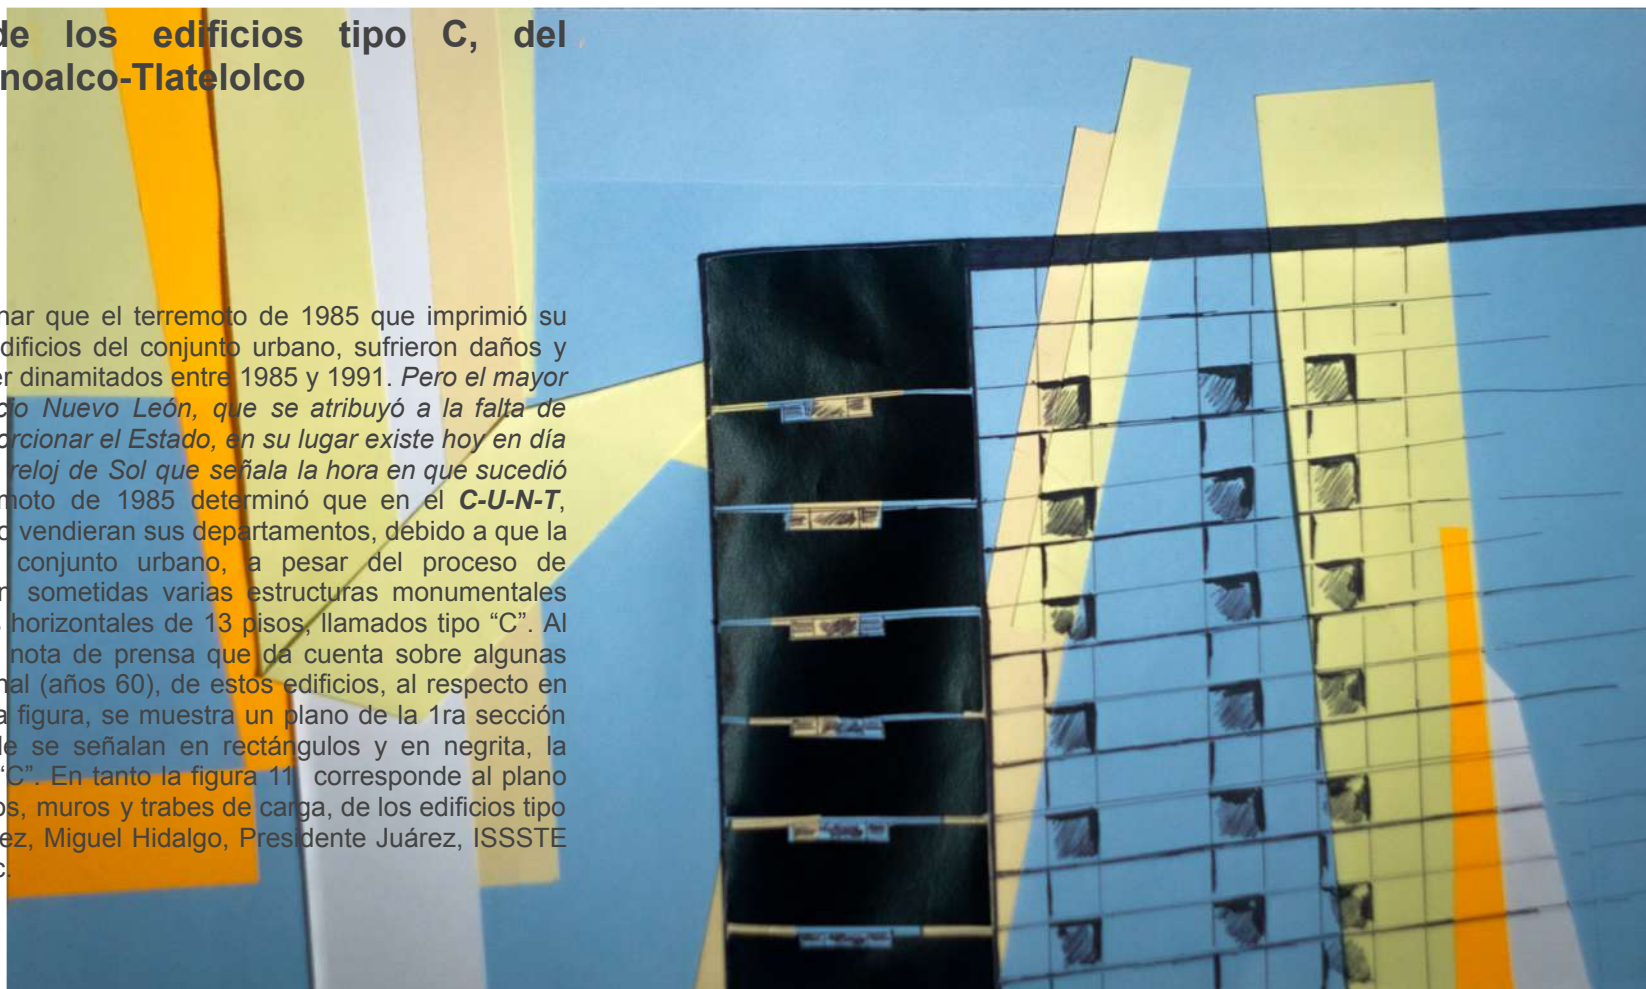 de los edificios tipo C, del
noalco-Tlatelolco
nar que el terremoto de 1985 que imprimió su
dificios del conjunto urbano, sufrieron daños y
er dinamitados entre 1985 y 1991. Pero el mayor
cio Nuevo León, que se atribuyó a la falta de
orcionar el Estado, en su lugar existe hoy en día
reloj de Sol que señala la hora en que sucedió
moto de 1985 determinó que en el C-U-N-T,
o vendieran sus departamentos, debido a que la
conjunto urbano, a pesar del proceso de
n sometidas varias estructuras monumentales
s horizontales de 13 pisos, llamados tipo “C”. Al
nota de prensa que da cuenta sobre algunas
nal (años 60), de estos edificios, al respecto en
a figura, se muestra un plano de la 1ra sección
de se señalan en rectángulos y en negrita, la
“C”. En tanto la figura 11, corresponde al plano
os, muros y trabes de carga, de los edificios tipo
ez, Miguel Hidalgo, Presidente Juárez, ISSSTE
c.